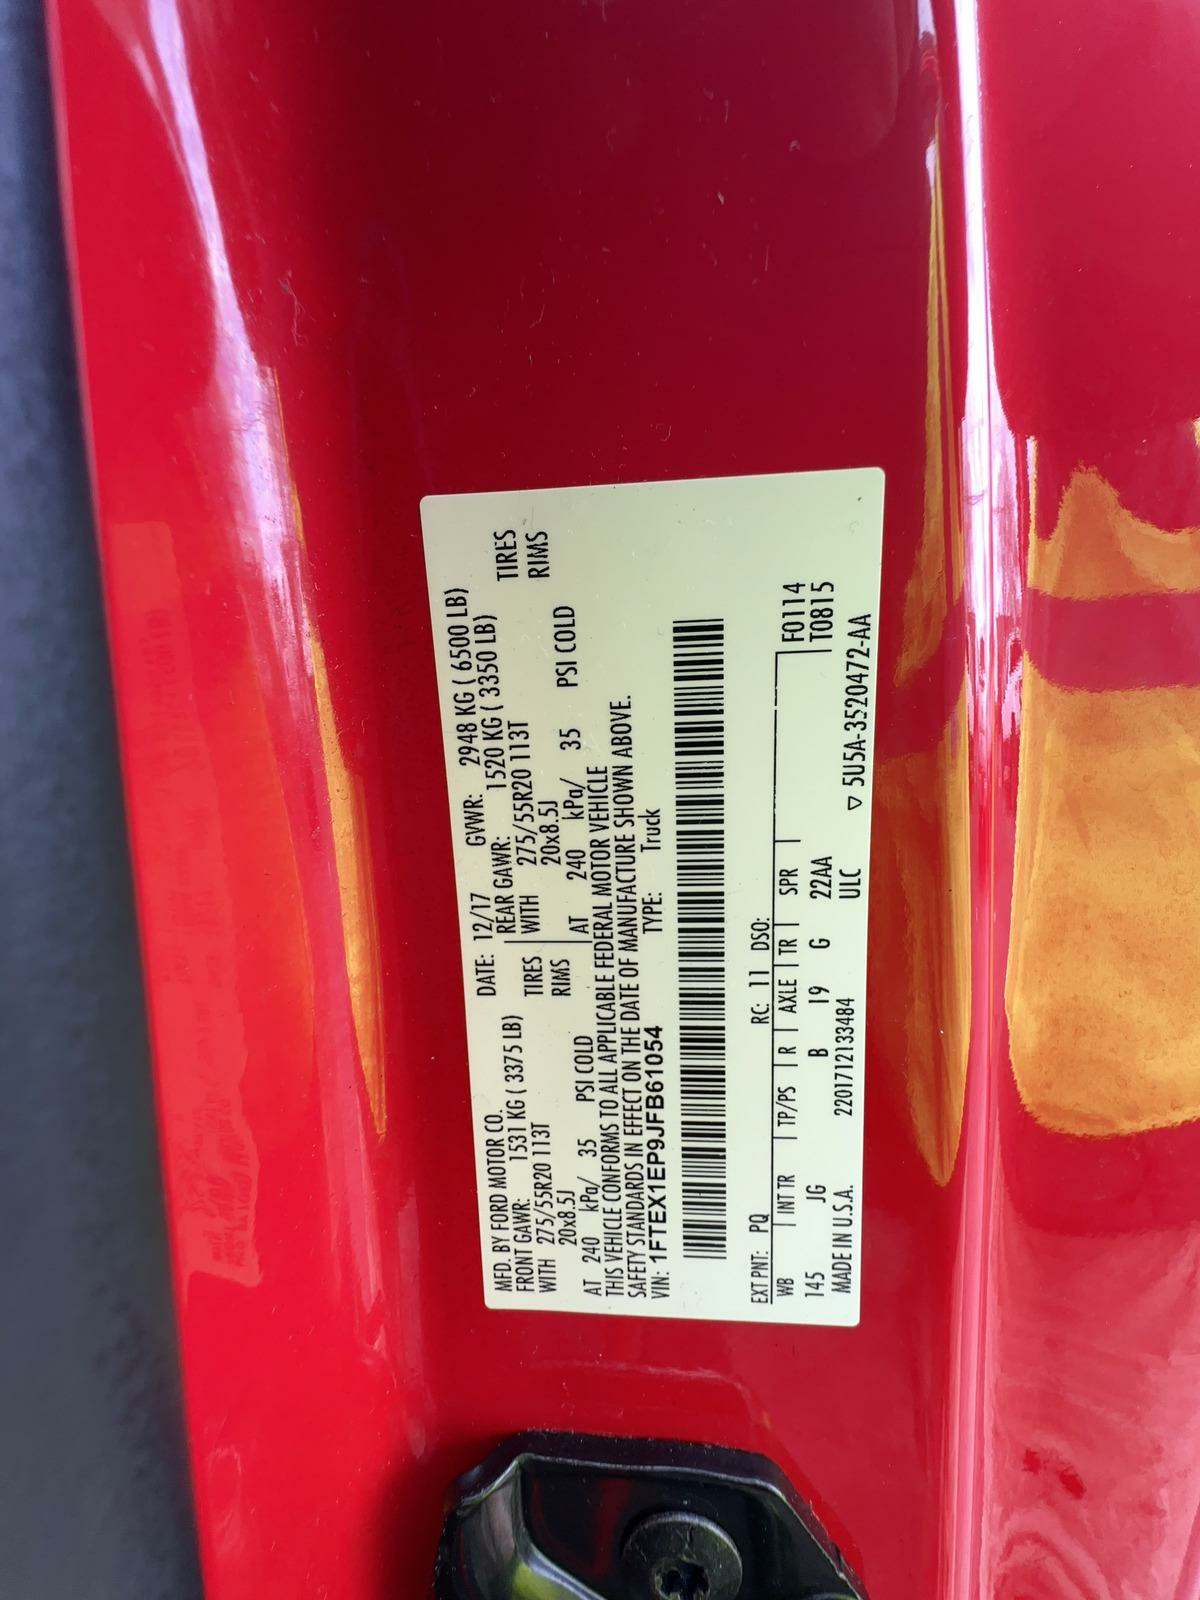 MFD. BY FORD MOTOR CO. DATE: 12/17 GVWR: 2948 KG ( 6500 LB)
FRONT GAWR: 1531 KG ( 3375 LB) REAR GAWR: 1520 KG ( 3350 LB)
WITH 275/55R20 113T TIRES WITH 275/55R20 113T TIRES
20x8.5J RIMS 20x8.5J RIMS
AT 240 kPa/ 35 PSI COLD AT 240 kPa/ 35 PSI COLD
THIS VEHICLE CONFORMS TO ALL APPLICABLE FEDERAL MOTOR VEHICLE
SAFETY STANDARDS IN EFFECT ON THE DATE OF MANUFACTURE SHOWN ABOVE.
VIN: 1FTEX1EP9JFB61054 TYPE: Truck
EXT PNT: PQ RC: 11 DSO:
WB INT TR TP/PS R AXLE TR SPR F0114
145 JG B 19 G 22AA T0815
MADE IN U.S.A. 2201712133484 ULC ▽ 5U5A-3520472-AA